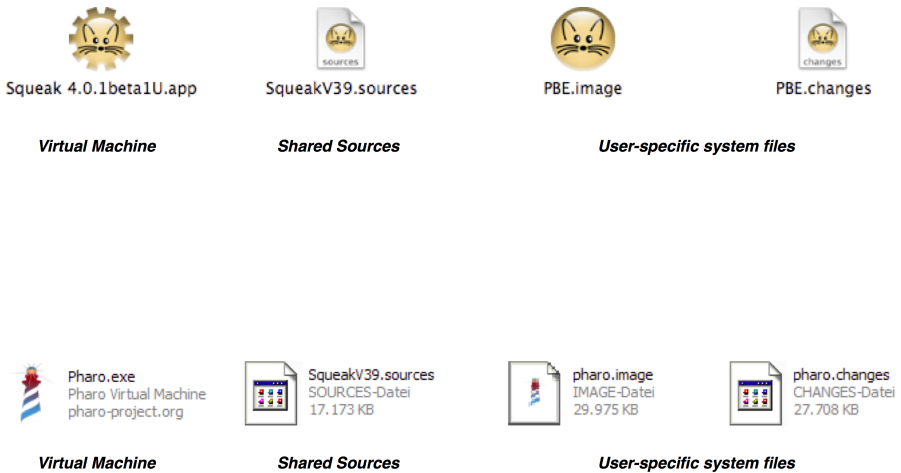 sources
changes
Squeak 4.0.1beta1U.app
SqueakV39.sources
PBE.image
PBE.changes
Virtual Machine
Shared Sources
User-specific system files
Pharo.exe
Pharo Virtual Machine
pharo-project.org
SqueakV39.sources
SOURCES-Datei
17.173 KB
pharo.image
IMAGE-Datei
29.975 KB
pharo.changes
CHANGES-Datei
27.708 KB
Virtual Machine
Shared Sources
User-specific system files